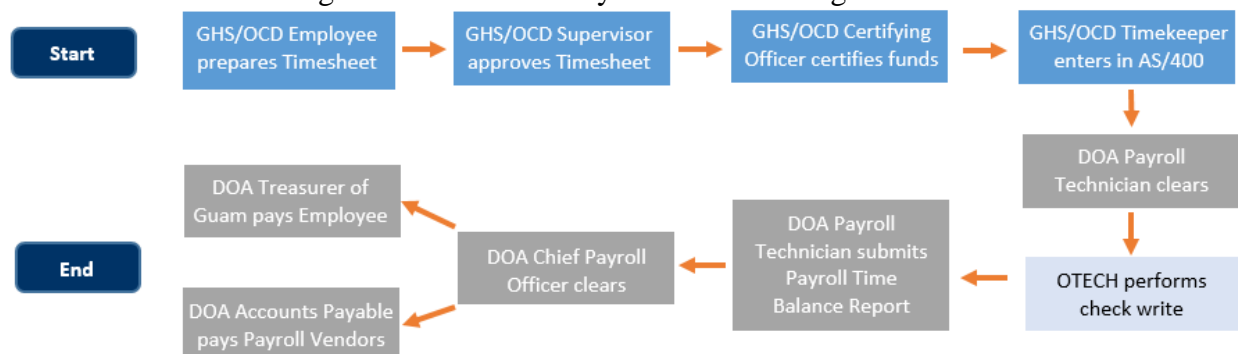 Start
GHS/OCD Employee
prepares Timesheet
GHS/OCD Supervisor
approves Timesheet
GHS/OCD Certifying
Officer certifies funds
GHS/OCD Timekeeper
enters in AS/400
DOA Payroll
Technician clears
OTECH performs
check write
DOA Payroll
Technician submits
Payroll Time
Balance Report
DOA Chief Payroll
Officer clears
DOA Treasurer of
Guam pays Employee
DOA Accounts Payable
pays Payroll Vendors
End